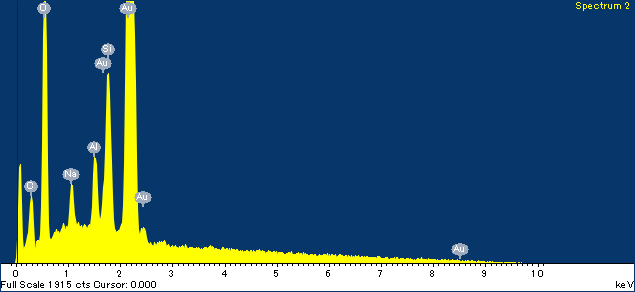 Spectrum 2
O
Au
Si
Au
Al
Na
O
Au
Au
0 1 2 3 4 5 6 7 8 9 10
Full Scale 1915 cts Cursor: 0.000 keV